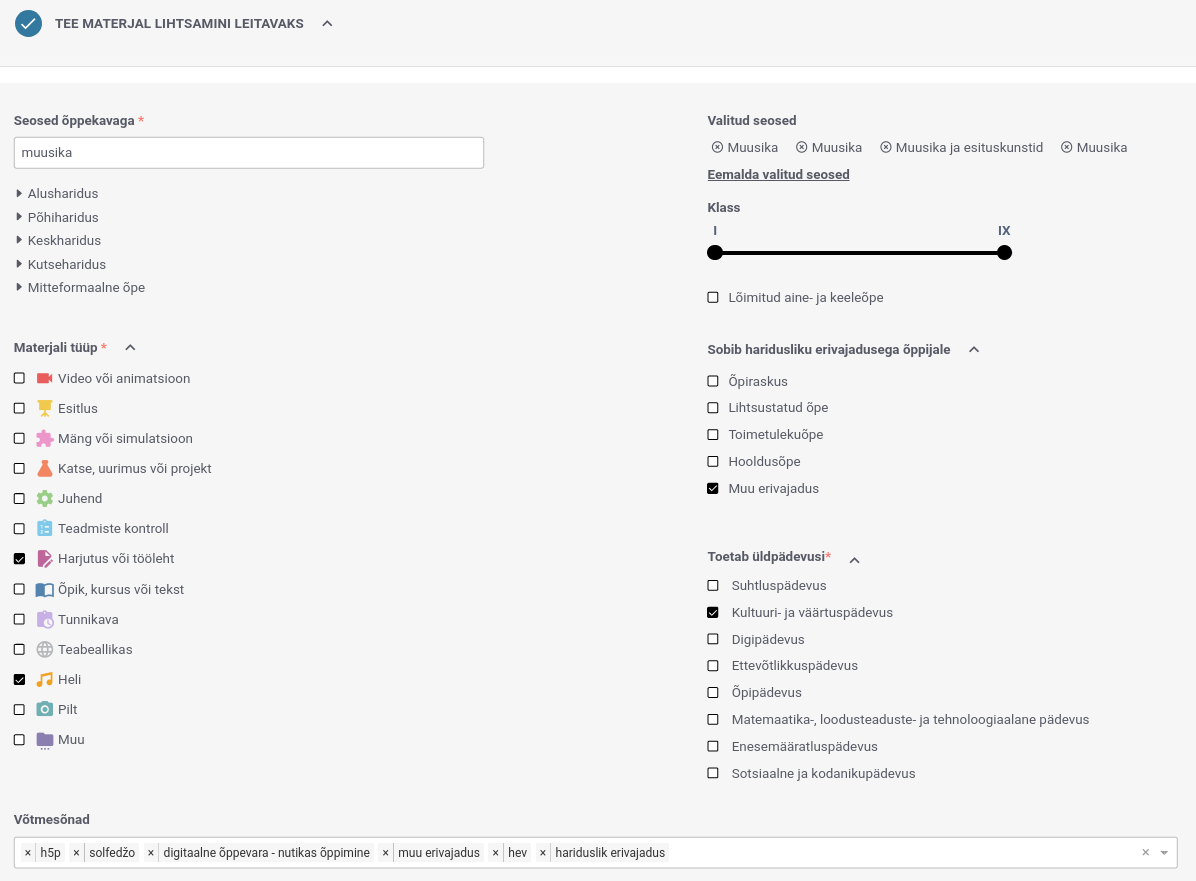 TEE MATERJAL LIHTSAMINI LEITAVAKS
Seosed õppekavaga *
muusika
Alusharidus
Põhiharidus
Keskharidus
Kutseharidus
Mitteformaalne õpe
Materjali tüüp *
Video või animatsioon
Esitlus
Mäng või simulatsioon
Katse, uurimus või projekt
Juhend
Teadmiste kontroll
Harjutus või tööleht
Õpik, kursus või tekst
Tunnikava
Teabeallikas
Heli
Pilt
Muu
Valitud seosed
Muusika Muusika Muusika ja esituskunstid Muusika
Eemalda valitud seosed
Klass
I IX
Lõimitud aine- ja keeleõpe
Sobib haridusliku erivajadusega õppijale
Õpiraskus
Lihtsustatud õpe
Toimetulekuõpe
Hooldusõpe
Muu erivajadus
Toetab üldpädevusi*
Suhtluspädevus
Kultuuri- ja väärtuspädevus
Digipädevus
Ettevõtlikkuspädevus
Õpipädevus
Matemaatika-, loodusteaduste- ja tehnoloogiaalane pädevus
Enesemääratluspädevus
Sotsiaalne ja kodanikupädevus
Võtmesõnad
× h5p × solfedžo × digitaalne õppevara - nutikas õppimine × muu erivajadus × hev × hariduslik erivajadus ×